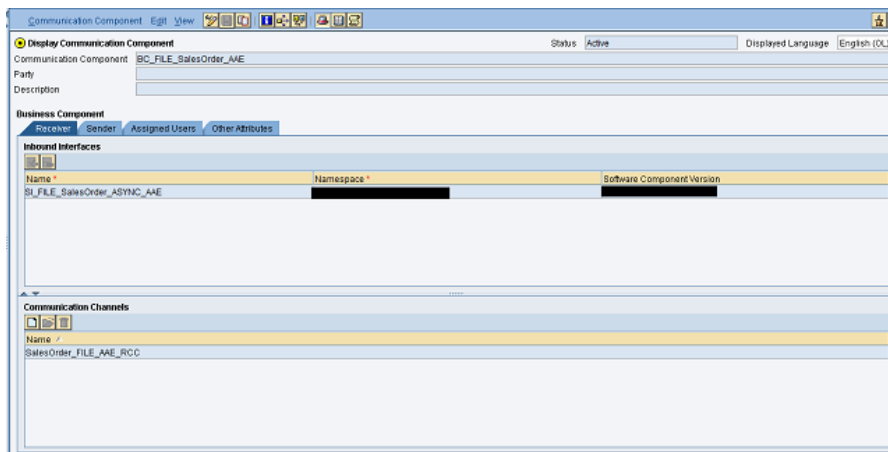 Communication Component Edit View
Display Communication Component Status Active Displayed Language English (OL)
Communication Component BC_FILE_SalesOrder_AAE
Party
Description
Business Component
Receiver Sender Assigned Users Other Attributes
Inbound Interfaces
Name * Namespace * Software Component Version
SI_FILE_SalesOrder_ASYNC_AAE
Communication Channels
Name
SalesOrder_FILE_AAE_RCC